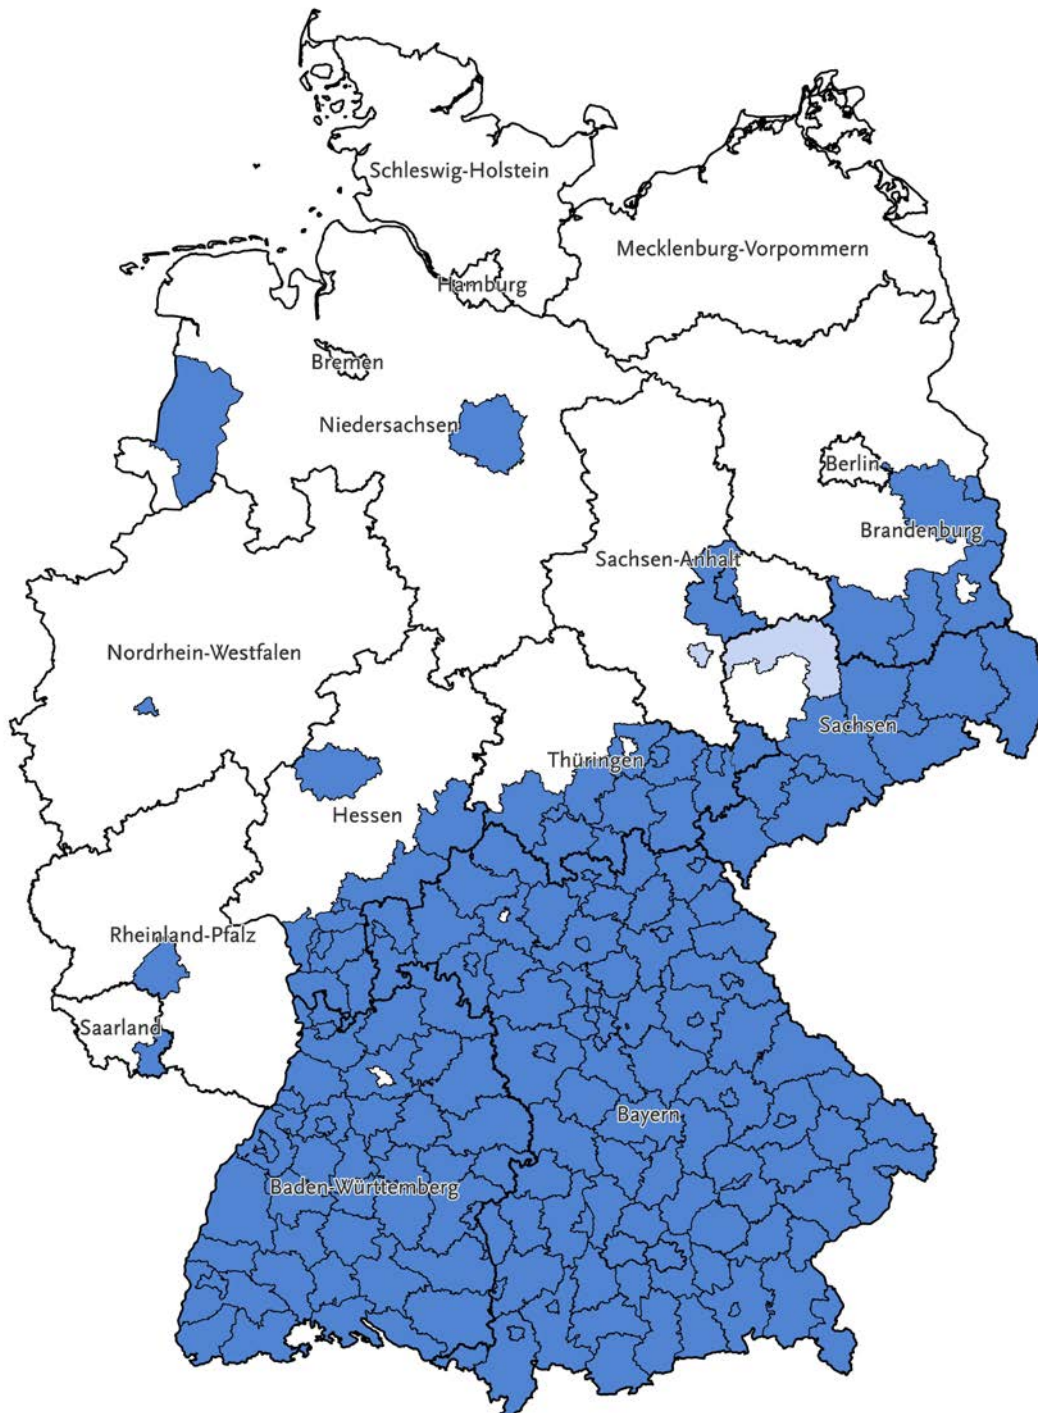 Schleswig-Holstein
Mecklenburg-Vorpommern
Hamburg
Bremen
Niedersachsen
Berlin
Brandenburg
Sachsen-Anhalt
Nordrhein-Westfalen
Sachsen
Thüringen
Hessen
Rheinland-Pfalz
Saarland
Bayern
Baden-Württemberg